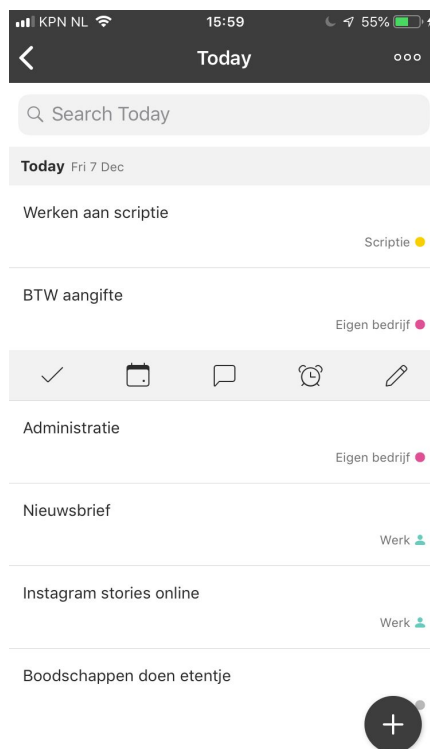 KPN NL 15:59 55%
Today
Search Today
Today Fri 7 Dec
Werken aan scriptie
Scriptie
BTW aangifte
Eigen bedrijf
Administratie
Eigen bedrijf
Nieuwsbrief
Werk
Instagram stories online
Werk
Boodschappen doen etentje